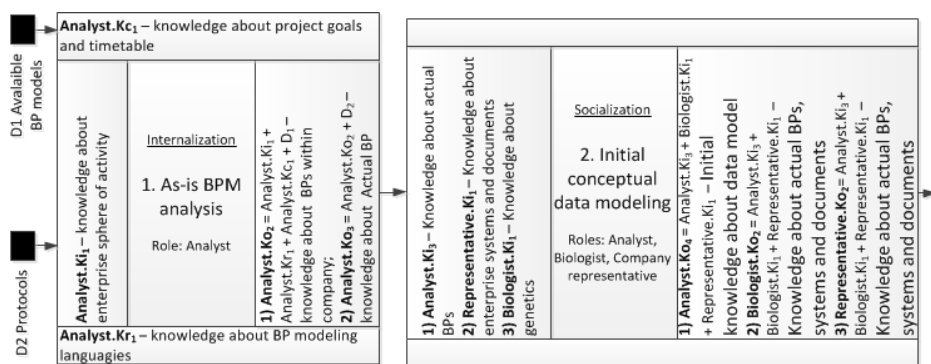 D1 Avalaible
BP models
D2 Protocols
Analyst.Kc1 – knowledge about project goals
and timetable
Analyst.Ki1 – knowledge about
enterprise sphere of activity
Internalization
1. As-is BPM
analysis
Role: Analyst
1) Analyst.Ko2 = Analyst.Ki1 +
Analyst.Kr1 + Analyst.Kc1 + D1 –
knowledge about BPs within
company;
2) Analyst.Ko3 = Analyst.Ko2 + D2 –
knowledge about Actual BP
Analyst.Kr1 – knowledge about BP modeling
languagies
1) Analyst.Ki3 – Knowledge about actual
BPs
2) Representative.Ki1 – Knowledge about
enterprise systems and documents
3) Biologist.Ki1 – Knowledge about
genetics
Socialization
2. Initial
conceptual
data modeling
Roles: Analyst,
Biologist, Company
representative
1) Analyst.Ko4 = Analyst.Ki3 + Biologist.Ki1
+ Representative.Ki1 – Initial
knowledge about data model
2) Biologist.Ko2 = Analyst.Ki3 +
Biologist.Ki1 + Representative.Ki1 –
Knowledge about actual BPs,
systems and documents
3) Representative.Ko2= Analyst.Ki3 +
Biologist.Ki1 + Representative.Ki1 –
Knowledge about actual BPs,
systems and documents